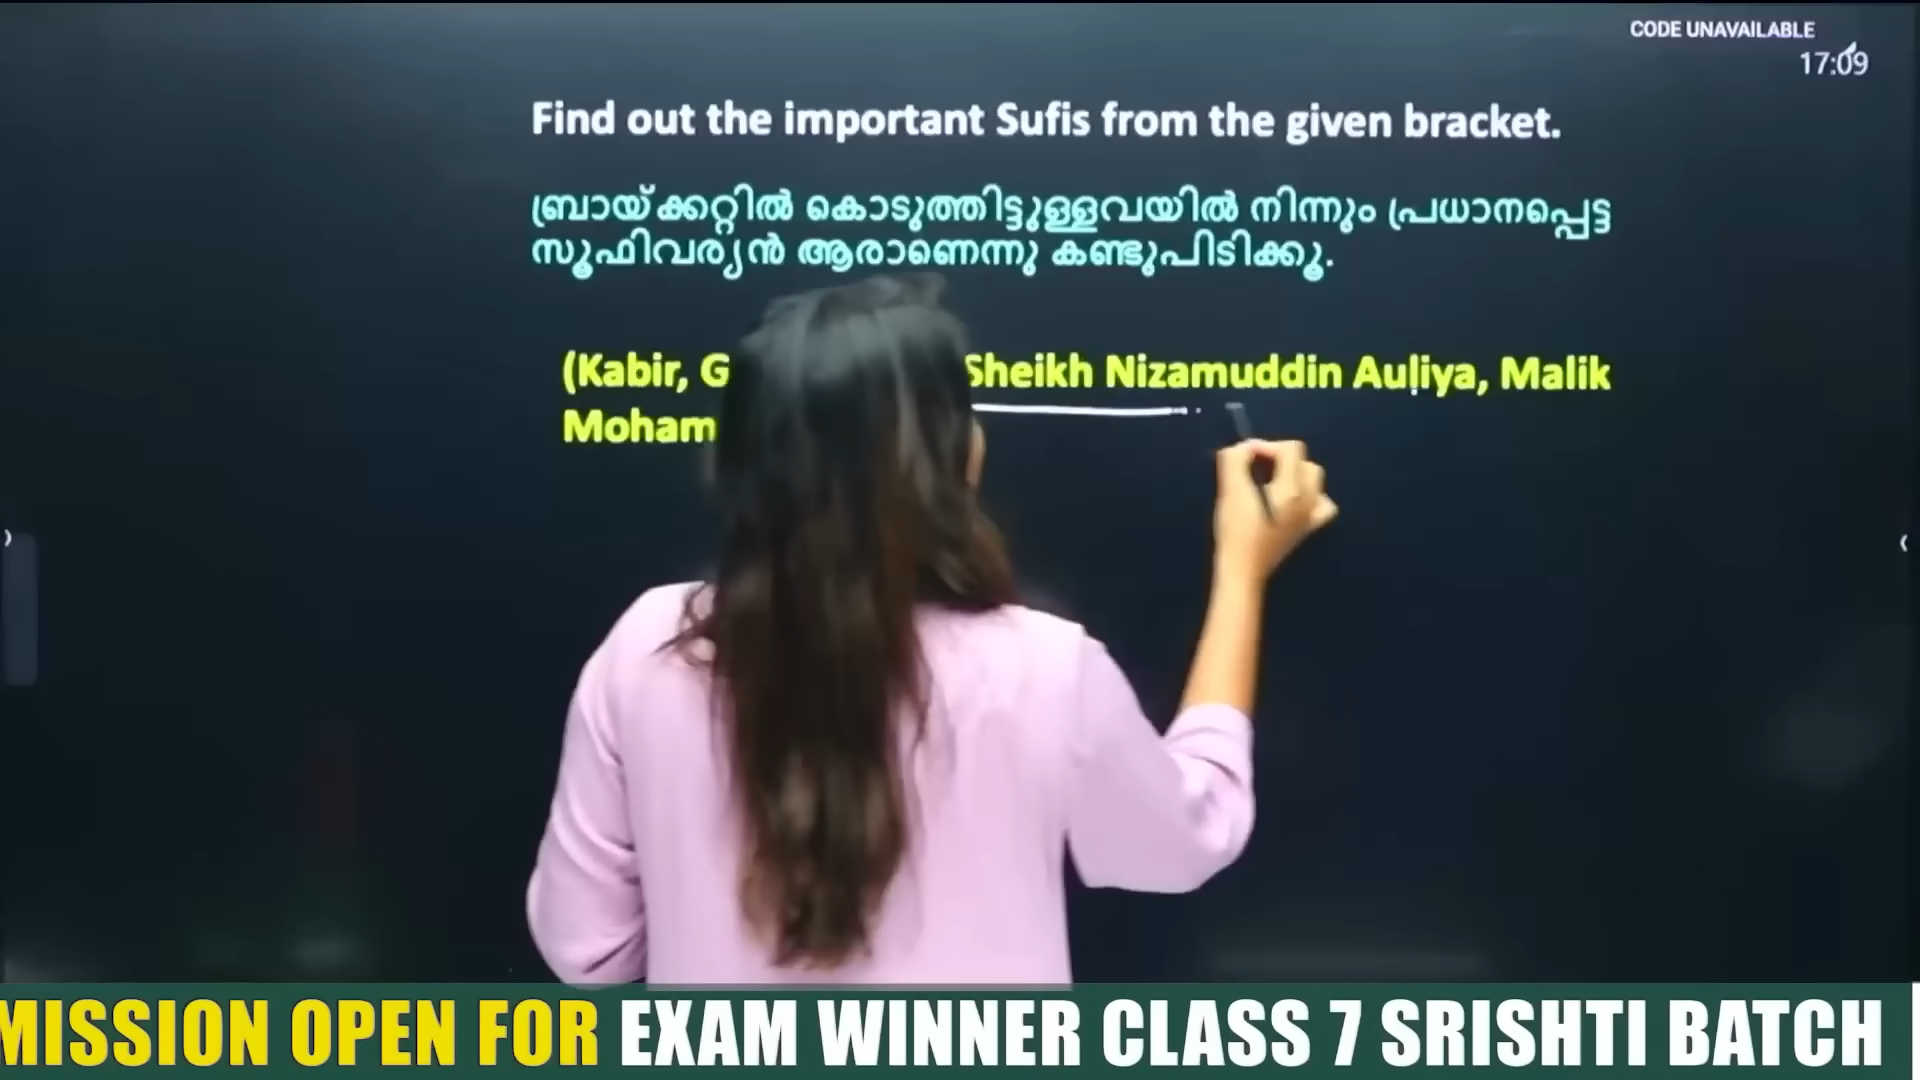 CODE UNAVAILABLE
17:09
Find out the important Sufis from the given bracket.
ബ്രായ്ക്കറ്റിൽ കൊടുത്തിട്ടുള്ളവയിൽ നിന്നും പ്രധാനപ്പെട്ട
സൂഫിവര്യൻ ആരാണെന്നു കണ്ടുപിടിക്കൂ.
(Kabir, Sheikh Nizamuddin Auliya, Malik
MISSION OPEN FOR EXAM WINNER CLASS 7 SRISHTI BATCH